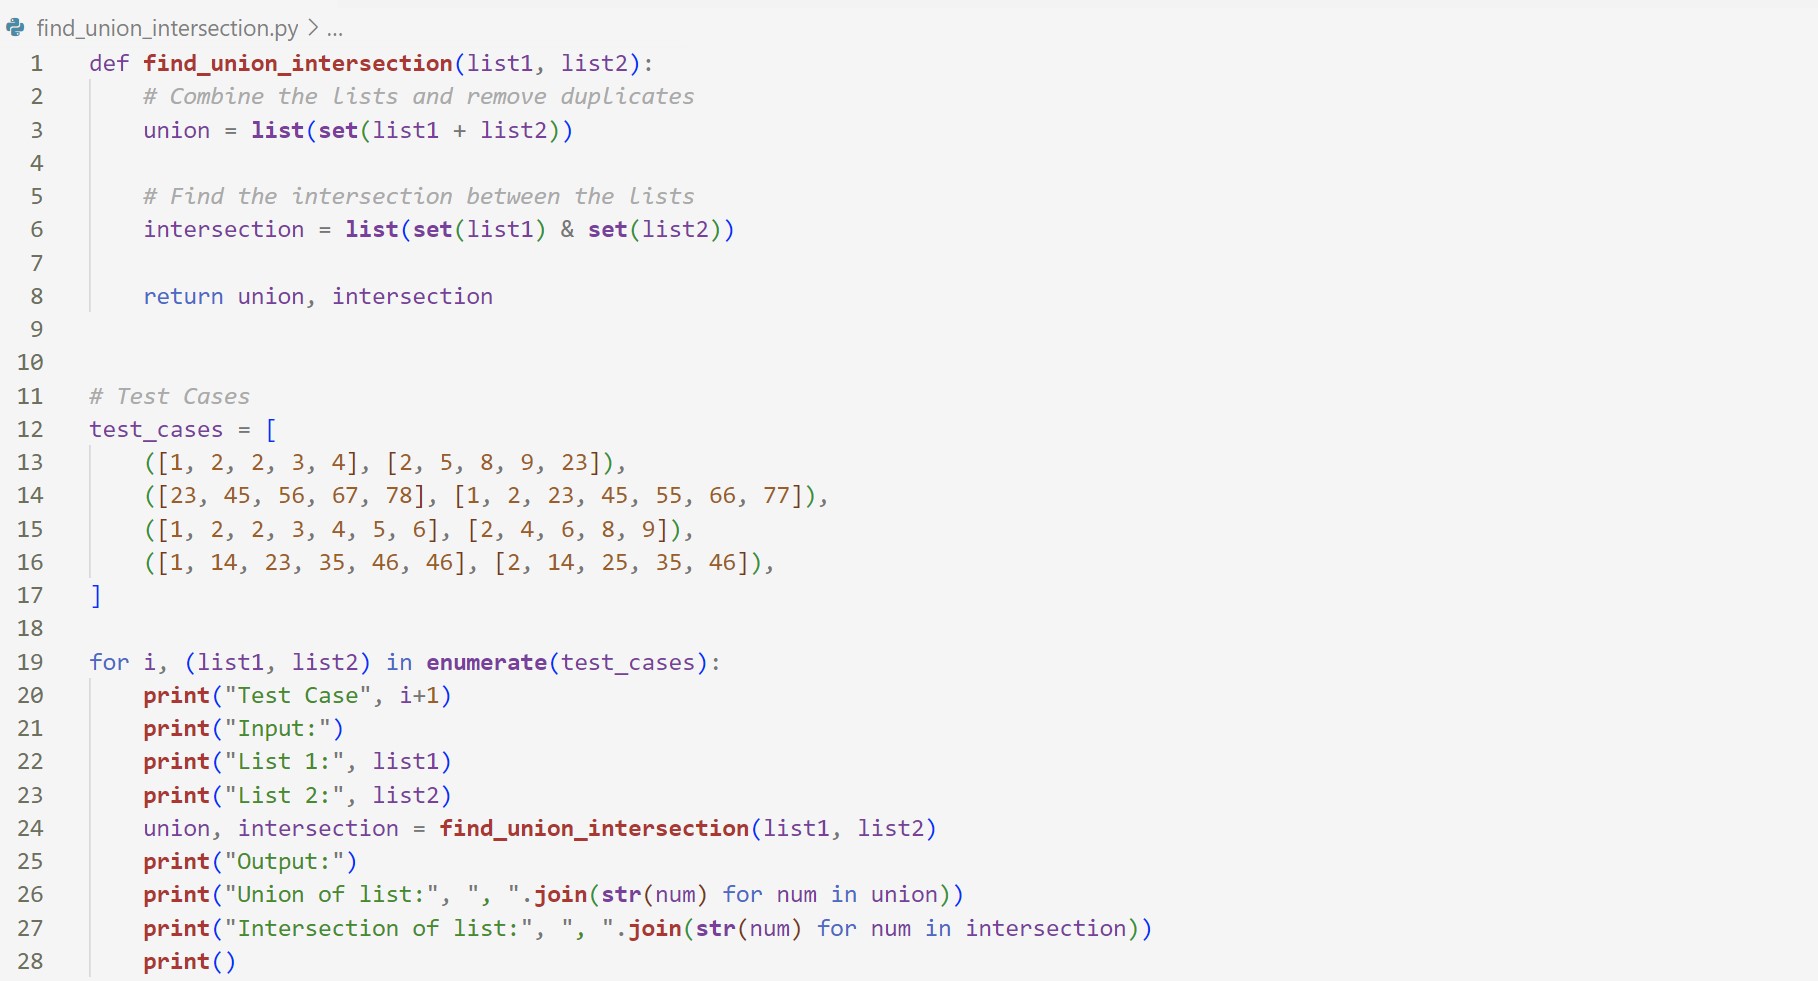 find_union_intersection.py > ...
1 def find_union_intersection(list1, list2):
2     # Combine the lists and remove duplicates
3     union = list(set(list1 + list2))
4
5     # Find the intersection between the lists
6     intersection = list(set(list1) & set(list2))
7
8     return union, intersection
9
10
11 # Test Cases
12 test_cases = [
13     ([1, 2, 2, 3, 4], [2, 5, 8, 9, 23]),
14     ([23, 45, 56, 67, 78], [1, 2, 23, 45, 55, 66, 77]),
15     ([1, 2, 2, 3, 4, 5, 6], [2, 4, 6, 8, 9]),
16     ([1, 14, 23, 35, 46, 46], [2, 14, 25, 35, 46]),
17 ]
18
19 for i, (list1, list2) in enumerate(test_cases):
20     print("Test Case", i+1)
21     print("Input:")
22     print("List 1:", list1)
23     print("List 2:", list2)
24     union, intersection = find_union_intersection(list1, list2)
25     print("Output:")
26     print("Union of list:", ", ".join(str(num) for num in union))
27     print("Intersection of list:", ", ".join(str(num) for num in intersection))
28     print()